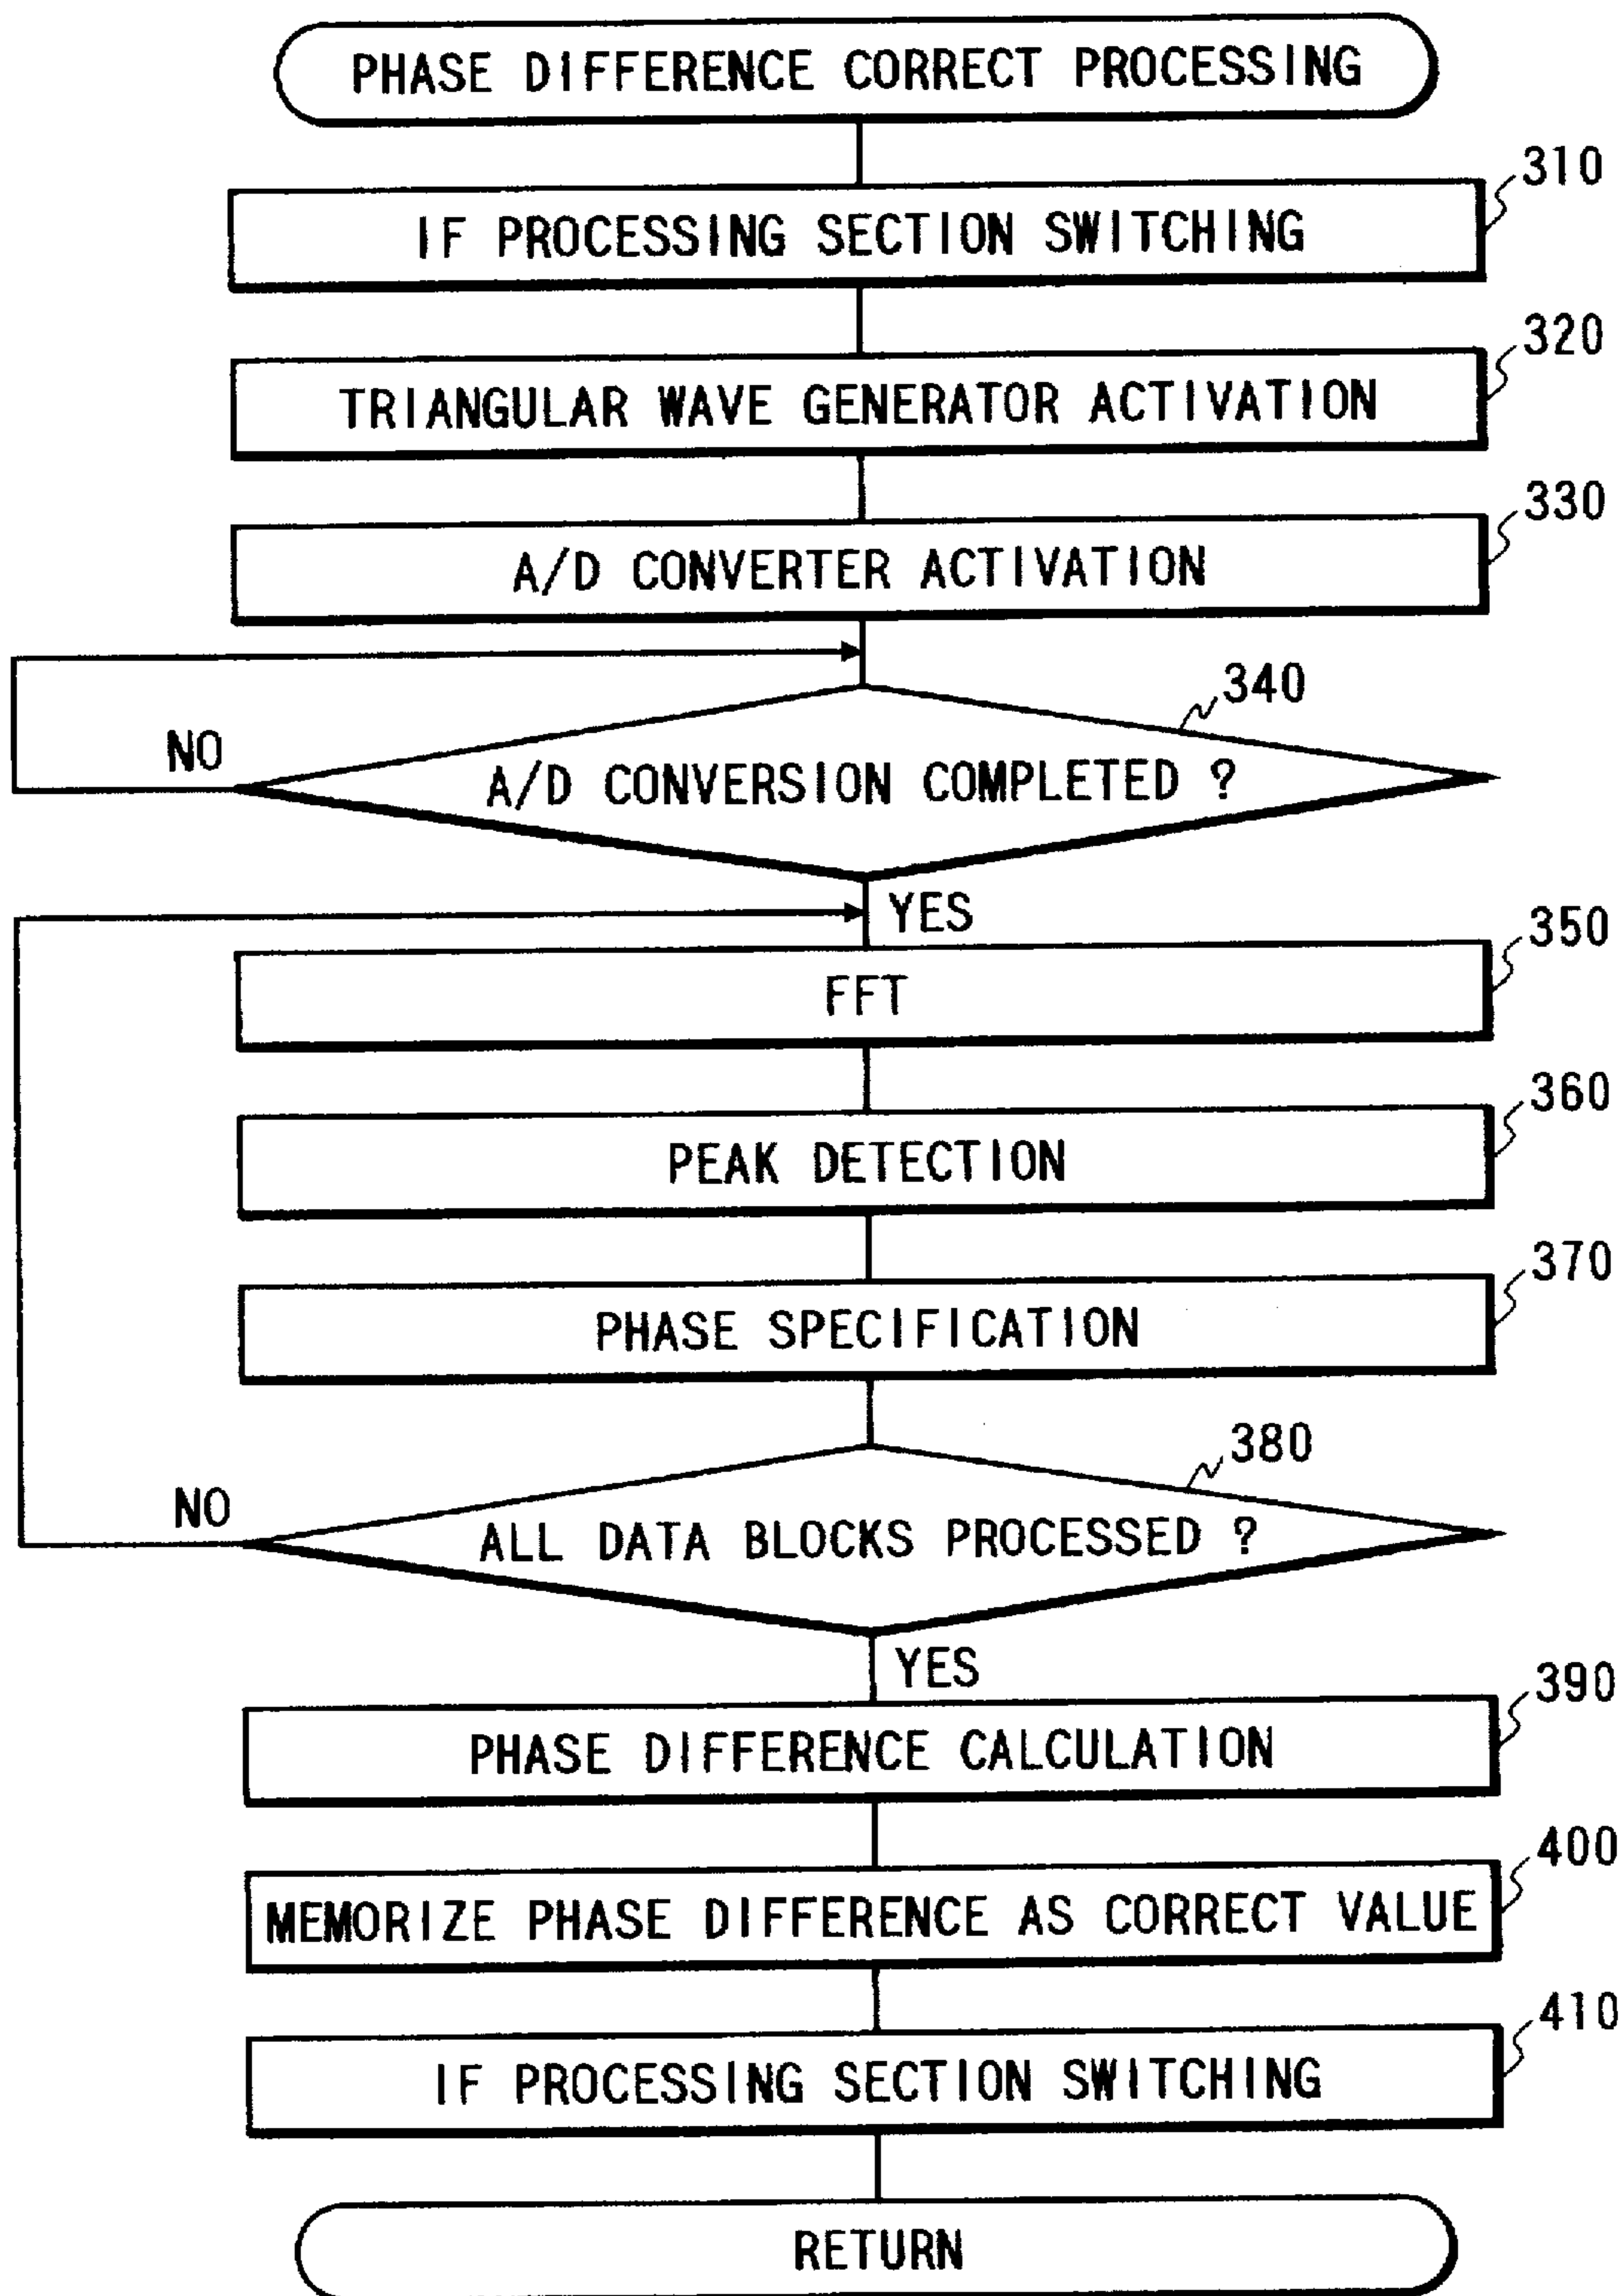 PHASE DIFFERENCE CORRECT PROCESSING
310
IF PROCESSING SECTION SWITCHING
320
TRIANGULAR WAVE GENERATOR ACTIVATION
330
A/D CONVERTER ACTIVATION
340
NO
A/D CONVERSION COMPLETED ?
YES
350
FFT
360
PEAK DETECTION
370
PHASE SPECIFICATION
380
NO
ALL DATA BLOCKS PROCESSED ?
YES
390
PHASE DIFFERENCE CALCULATION
400
MEMORIZE PHASE DIFFERENCE AS CORRECT VALUE
410
IF PROCESSING SECTION SWITCHING
RETURN